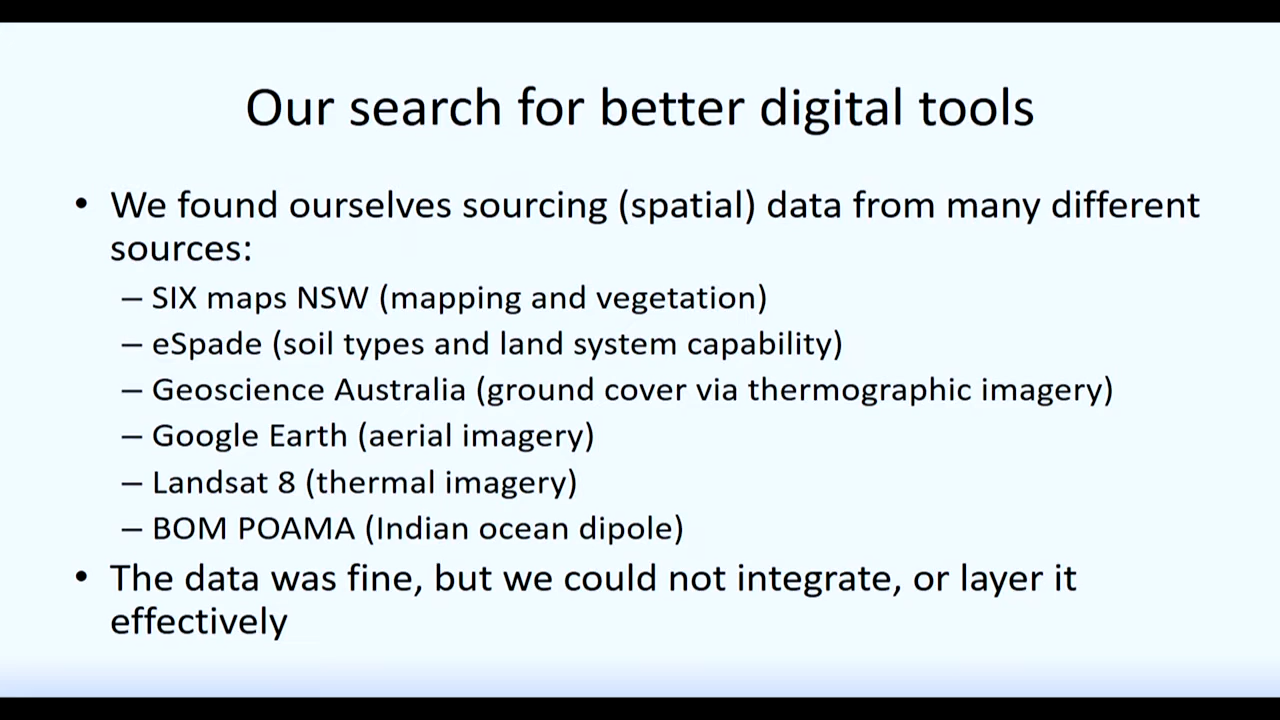 Our search for better digital tools
• We found ourselves sourcing (spatial) data from many different
sources:
– SIX maps NSW (mapping and vegetation)
– eSpade (soil types and land system capability)
– Geoscience Australia (ground cover via thermographic imagery)
– Google Earth (aerial imagery)
– Landsat 8 (thermal imagery)
– BOM POAMA (Indian ocean dipole)
• The data was fine, but we could not integrate, or layer it
effectively